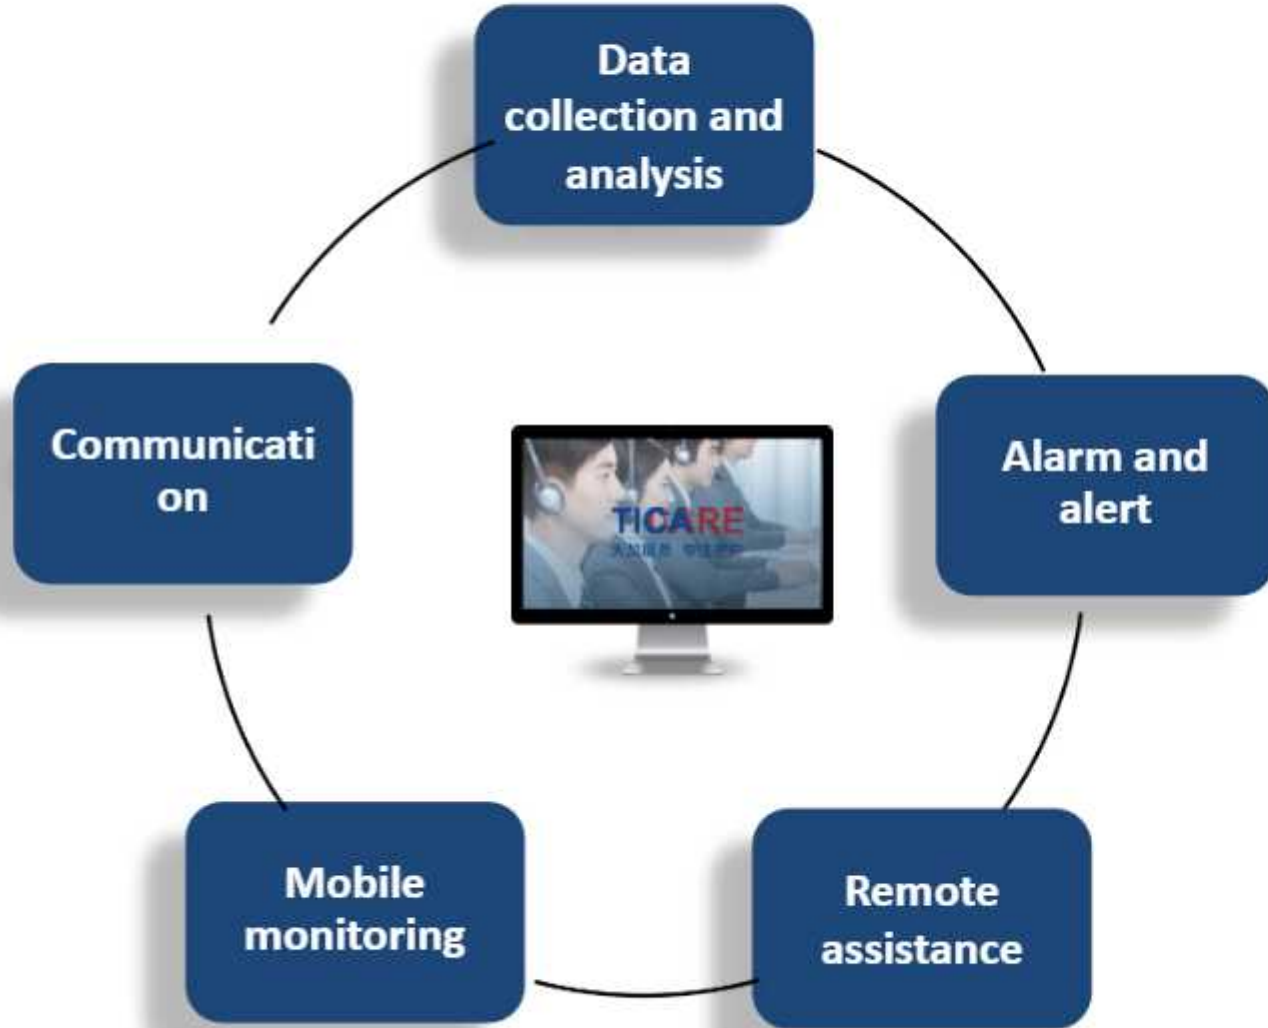 Data
collection and
analysis
Communicati
on
Alarm and
alert
TICARE
Mobile
monitoring
Remote
assistance